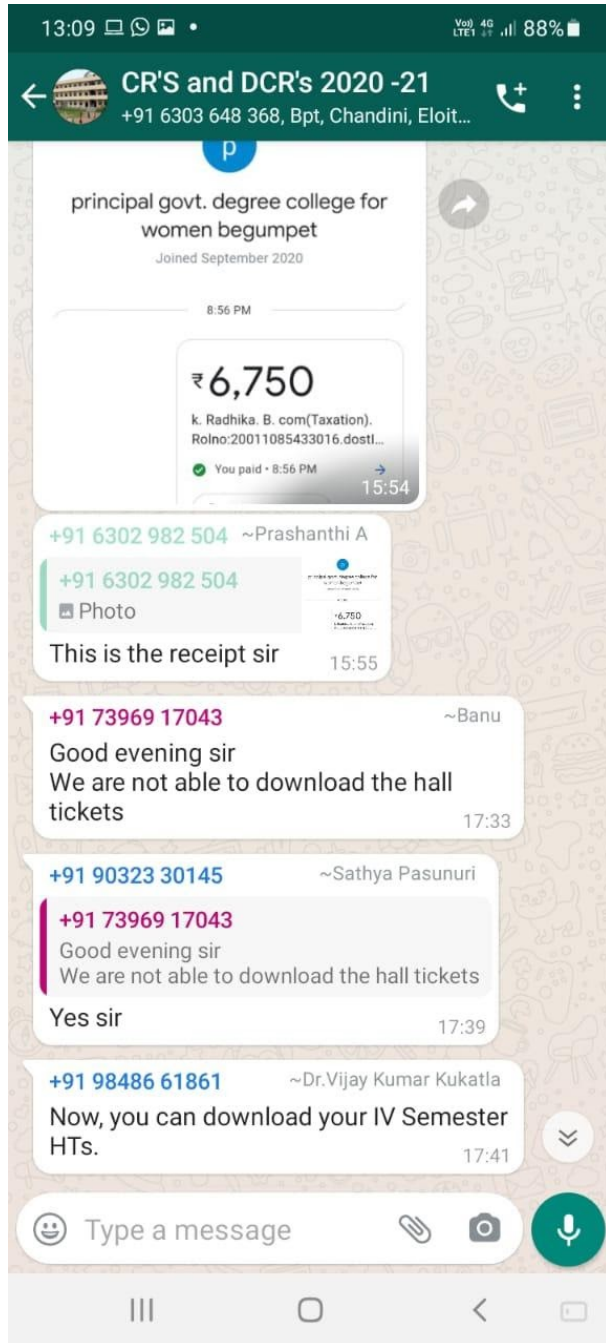 13:09
Vo)) 4G
LTE1
88%
CR'S and DCR's 2020 -21
+91 6303 648 368, Bpt, Chandini, Eloit...
p
principal govt. degree college for
women begumpet
Joined September 2020
8:56 PM
₹6,750
k. Radhika. B. com(Taxation).
Rolno:20011085433016.dostl...
You paid • 8:56 PM
15:54
+91 6302 982 504 ~Prashanthi A
+91 6302 982 504
Photo
This is the receipt sir
15:55
+91 73969 17043 ~Banu
Good evening sir
We are not able to download the hall
tickets
17:33
+91 90323 30145 ~Sathya Pasunuri
+91 73969 17043
Good evening sir
We are not able to download the hall tickets
Yes sir
17:39
+91 98486 61861 ~Dr.Vijay Kumar Kukatla
Now, you can download your IV Semester
HTs.
17:41
Type a message